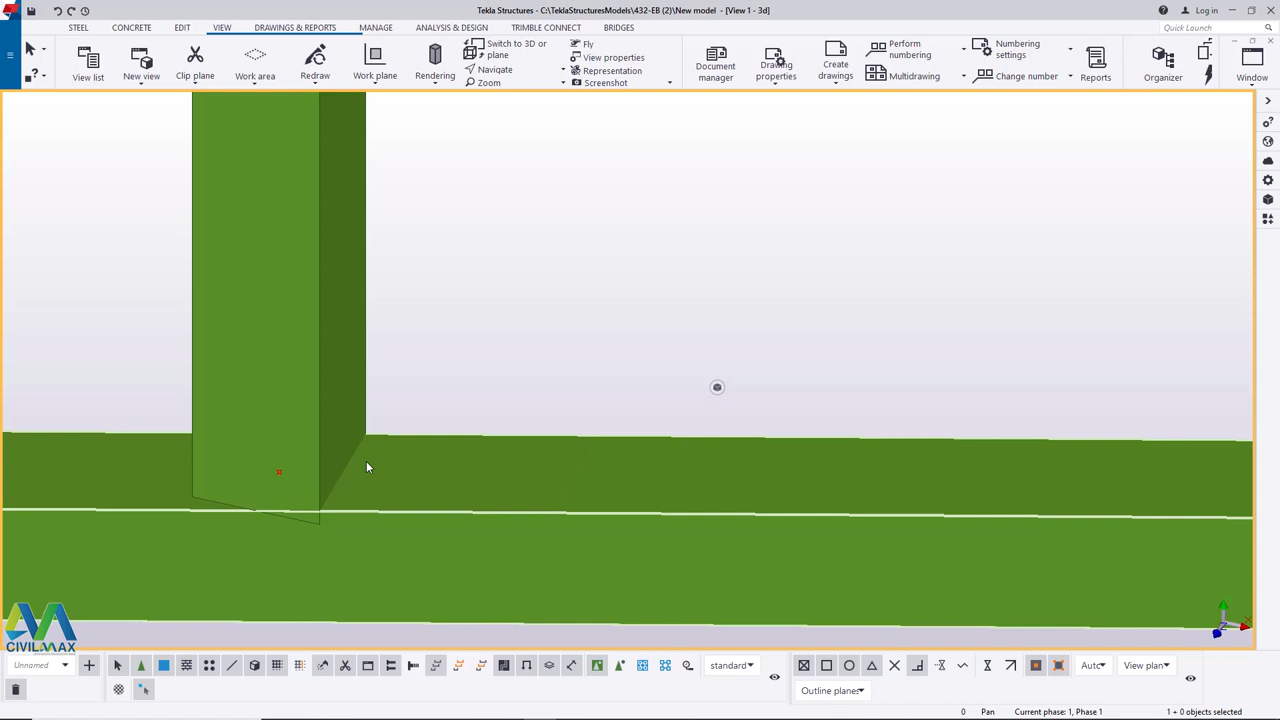 Tekla Structures - C:\TeklaStructuresModels\432-EB (2)\New model - [View 1 - 3d]
Log in
STEEL CONCRETE EDIT VIEW DRAWINGS & REPORTS MANAGE ANALYSIS & DESIGN TRIMBLE CONNECT BRIDGES
Quick Launch
View list
New view
Clip plane
Work area
Redraw
Work plane
Rendering
Switch to 3D or plane
Navigate
Zoom
Fly
View properties
Representation
Screenshot
Document manager
Drawing properties
Create drawings
Perform numbering
Multidrawing
Numbering settings
Change number
Reports
Organizer
Window
CIVILMAX
Unnamed
standard
Auto
View plan
Outline planes
0 Pan Current phase: 1, Phase 1 1 + 0 objects selected